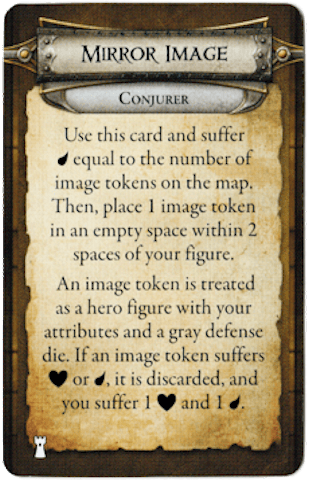 Mirror Image
Conjurer
Use this card and suffer
equal to the number of
image tokens on the map.
Then, place 1 image token
in an empty space within 2
spaces of your figure.
An image token is treated
as a hero figure with your
attributes and a gray defense
die. If an image token suffers
or , it is discarded, and
you suffer 1 and 1 .